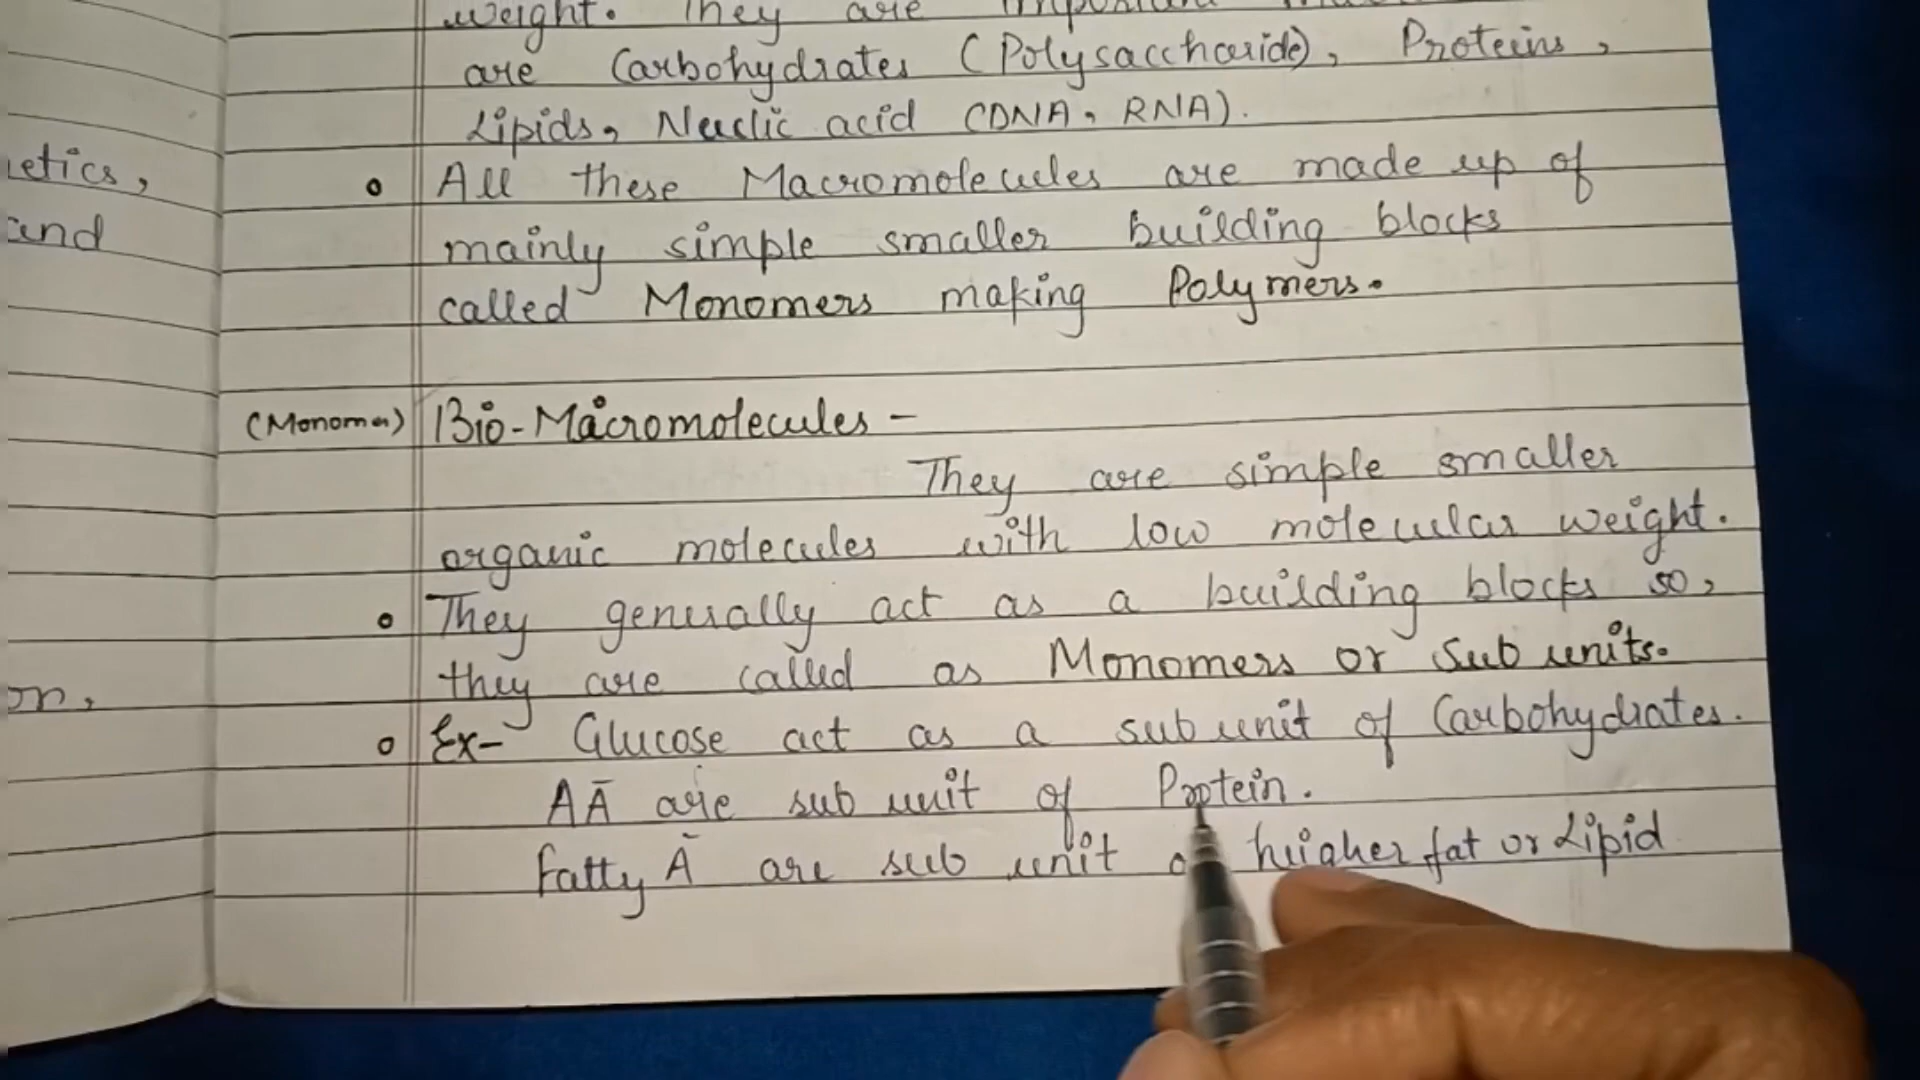 etics,
and
on,
weight. They are
are Carbohydrates (Polysaccharide), Proteins,
Lipids, Nuclic acid (DNA, RNA).
All these Macromolecules are made up of
mainly simple smaller building blocks
called Monomers making Polymers.
(Monomer) Bio-Macromolecules -
They are simple smaller
organic molecules with low molecular weight.
They generally act as a building blocks so,
they are called as Monomers or Sub units.
Ex- Glucose act as a sub unit of Carbohydrates.
AĀ are sub unit of Protein.
Fatty Ā are sub unit heigher fat or Lipid